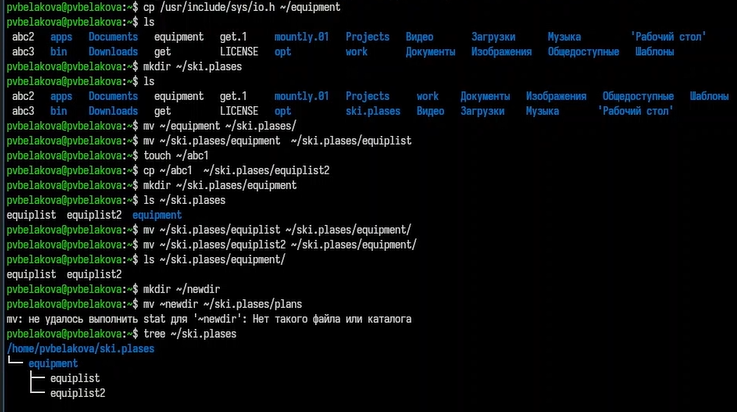 pvbelakova@pvbelakova:~$ cp /usr/include/sys/io.h ~/equipment
pvbelakova@pvbelakova:~$ ls
abc2 apps Documents equipment get.1 mountly.01 Projects Видео Загрузки Музыка 'Рабочий стол'
abc3 bin Downloads get LICENSE opt work Документы Изображения Общедоступные Шаблоны
pvbelakova@pvbelakova:~$ mkdir ~/ski.plases
pvbelakova@pvbelakova:~$ ls
abc2 apps Documents equipment get.1 mountly.01 Projects work Документы Изображения Общедоступные Шаблоны
abc3 bin Downloads get LICENSE opt ski.plases Видео Загрузки Музыка 'Рабочий стол'
pvbelakova@pvbelakova:~$ mv ~/equipment ~/ski.plases/
pvbelakova@pvbelakova:~$ mv ~/ski.plases/equipment ~/ski.plases/equiplist
pvbelakova@pvbelakova:~$ touch ~/abc1
pvbelakova@pvbelakova:~$ cp ~/abc1 ~/ski.plases/equiplist2
pvbelakova@pvbelakova:~$ mkdir ~/ski.plases/equipment
pvbelakova@pvbelakova:~$ ls ~/ski.plases
equiplist equiplist2 equipment
pvbelakova@pvbelakova:~$ mv ~/ski.plases/equiplist ~/ski.plases/equipment/
pvbelakova@pvbelakova:~$ mv ~/ski.plases/equiplist2 ~/ski.plases/equipment/
pvbelakova@pvbelakova:~$ ls ~/ski.plases/equipment/
equiplist equiplist2
pvbelakova@pvbelakova:~$ mkdir ~/newdir
pvbelakova@pvbelakova:~$ mv ~newdir ~/ski.plases/plans
mv: не удалось выполнить stat для '~newdir': Нет такого файла или каталога
pvbelakova@pvbelakova:~$ tree ~/ski.plases
/home/pvbelakova/ski.plases
└── equipment
    ├── equiplist
    └── equiplist2